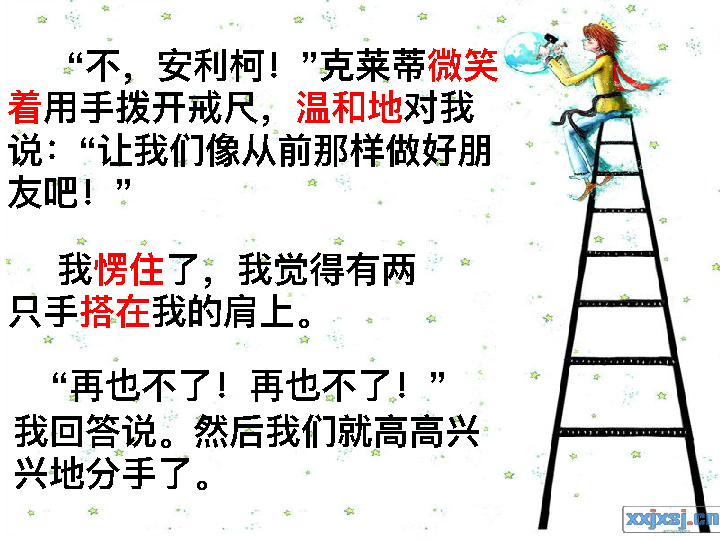 “不，安利柯！”克莱蒂微笑
着用手拨开戒尺，温和地对我
说：“让我们像从前那样做好朋
友吧！”
我愣住了，我觉得有两
只手搭在我的肩上。
“再也不了！再也不了！”
我回答说。然后我们就高高兴
兴地分手了。
xxjxsj.cn